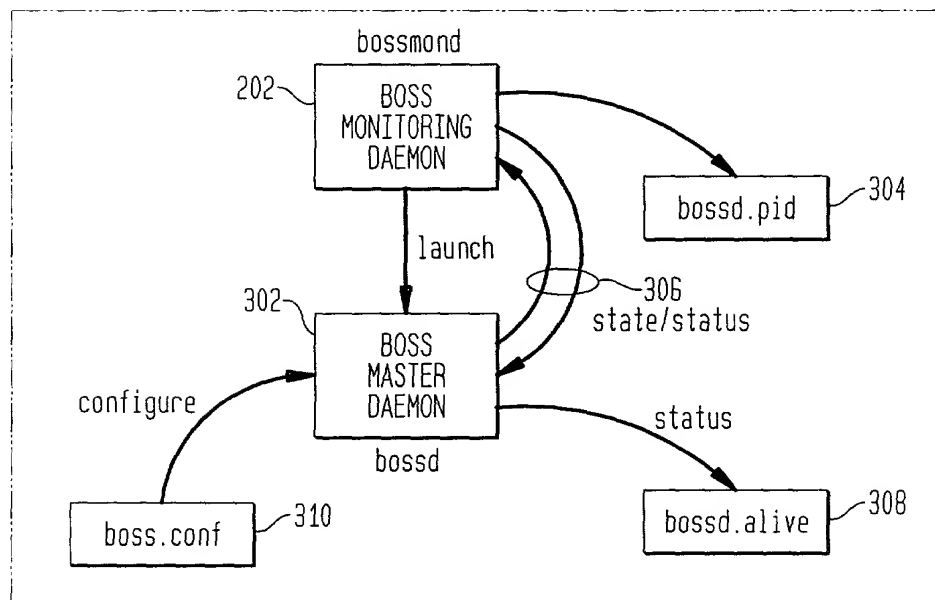 bossmond
202
BOSS
MONITORING
DAEMON
bossd.pid
304
launch
306
state/status
302
BOSS
MASTER
DAEMON
configure
bossd
status
boss.conf
310
bossd.alive
308